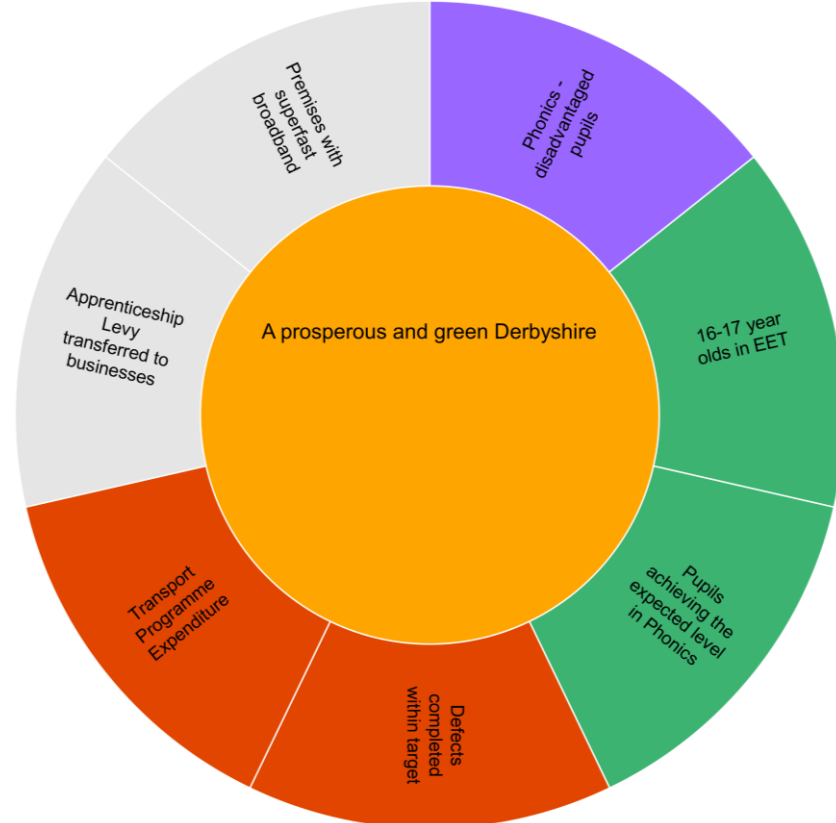 A prosperous and green Derbyshire
Phonics -
disadvantaged
pupils
16-17 year
olds in EET
Pupils
achieving the
expected level
in Phonics
Defects
completed
within target
Transport
Programme
Expenditure
Apprenticeship
Levy
transferred to
businesses
Premises with
superfast
broadband